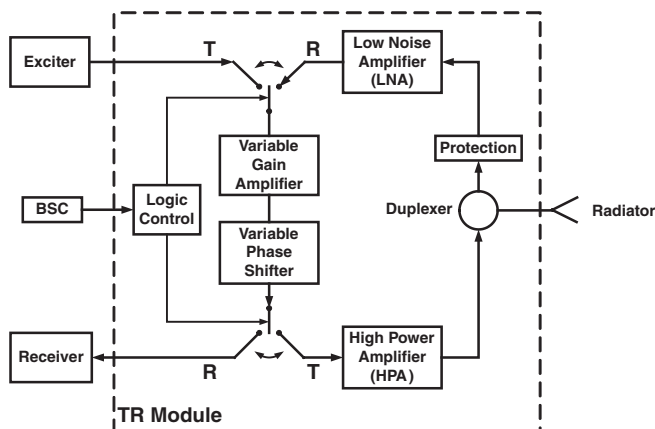 Exciter
T
R
Low Noise
Amplifier
(LNA)
Variable
Gain
Amplifier
Protection
BSC
Logic
Control
Duplexer
Radiator
Variable
Phase
Shifter
Receiver
R
T
High Power
Amplifier
(HPA)
TR Module